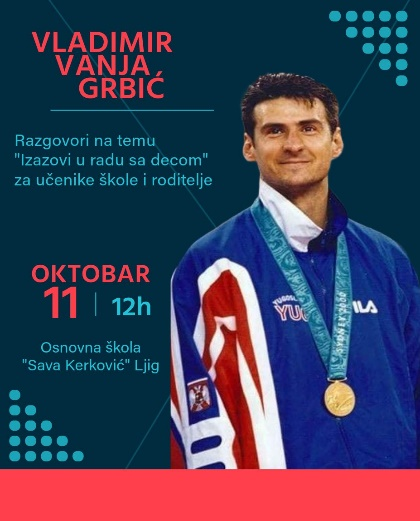 VLADIMIR
VANJA
GRBIĆ
Razgovori na temu
"Izazovi u radu sa decom"
za učenike škole i roditelje
OKTOBAR
11 | 12h
Osnovna škola
"Sava Kerković" Ljig
FILA